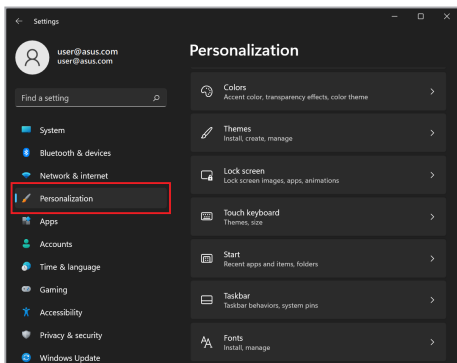 Settings
user@asus.com
user@asus.com
Find a setting
System
Bluetooth & devices
Network & internet
Personalization
Apps
Accounts
Time & language
Gaming
Accessibility
Privacy & security
Windows Update
Personalization
Colors
Accent color, transparency effects, color theme
Themes
Install, create, manage
Lock screen
Lock screen images, apps, animations
Touch keyboard
Themes, size
Start
Recent apps and items, folders
Taskbar
Taskbar behaviors, system pins
Fonts
Install, manage